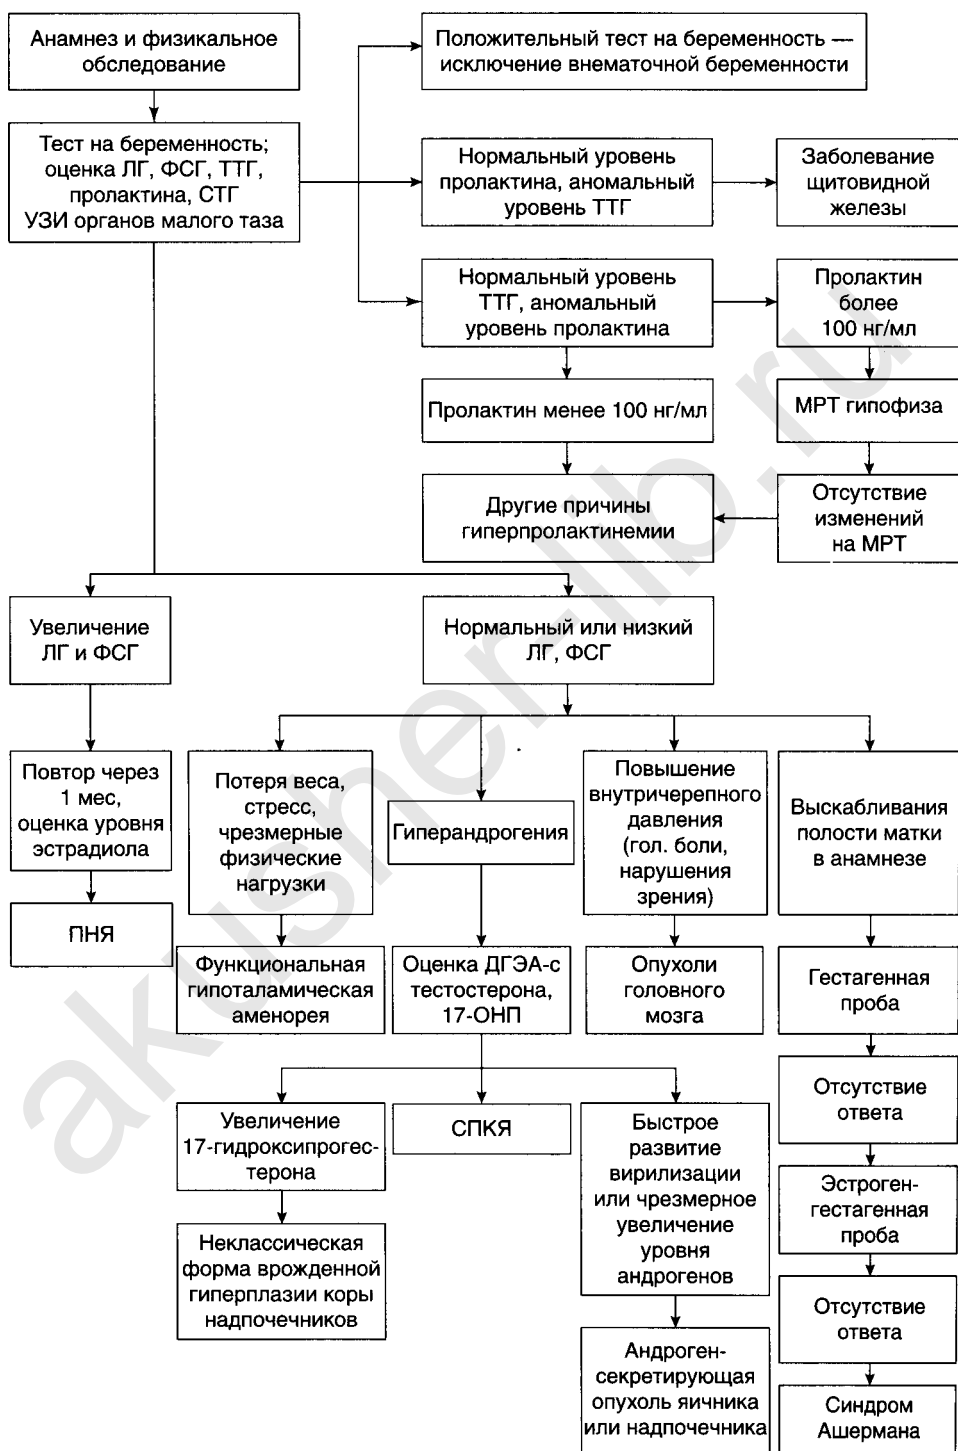 Анамнез и физикальное
обследование
Положительный тест на беременность —
исключение внематочной беременности
Тест на беременность;
оценка ЛГ, ФСГ, ТТГ,
пролактина, СТГ
УЗИ органов малого таза
Нормальный уровень
пролактина, аномальный
уровень ТТГ
Заболевание
щитовидной
железы
Нормальный уровень
ТТГ, аномальный
уровень пролактина
Пролактин
более
100 нг/мл
Пролактин менее 100 нг/мл
МРТ гипофиза
Другие причины
гиперпролактинемии
Отсутствие
изменений
на МРТ
Увеличение
ЛГ и ФСГ
Нормальный или низкий
ЛГ, ФСГ
Повтор через
1 мес,
оценка уровня
эстрадиола
Потеря веса,
стресс,
чрезмерные
физические
нагрузки
Гиперандрогения
Повышение
внутричерепного
давления
(гол. боли,
нарушения
зрения)
Выскабливания
полости матки
в анамнезе
ПНЯ
Функциональная
гипоталамическая
аменорея
Оценка ДГЭА-с
тестостерона,
17-ОНП
Опухоли
головного
мозга
Гестагенная
проба
Увеличение
17-гидроксипрогес-
терона
СПКЯ
Быстрое
развитие
вирилизации
или чрезмерное
увеличение
уровня
андрогенов
Отсутствие
ответа
Эстроген-
гестагенная
проба
Неклассическая
форма врожденной
гиперплазии коры
надпочечников
Отсутствие
ответа
Андроген-
секретирующая
опухоль яичника
или надпочечника
Синдром
Ашермана
akusher-lib.ru